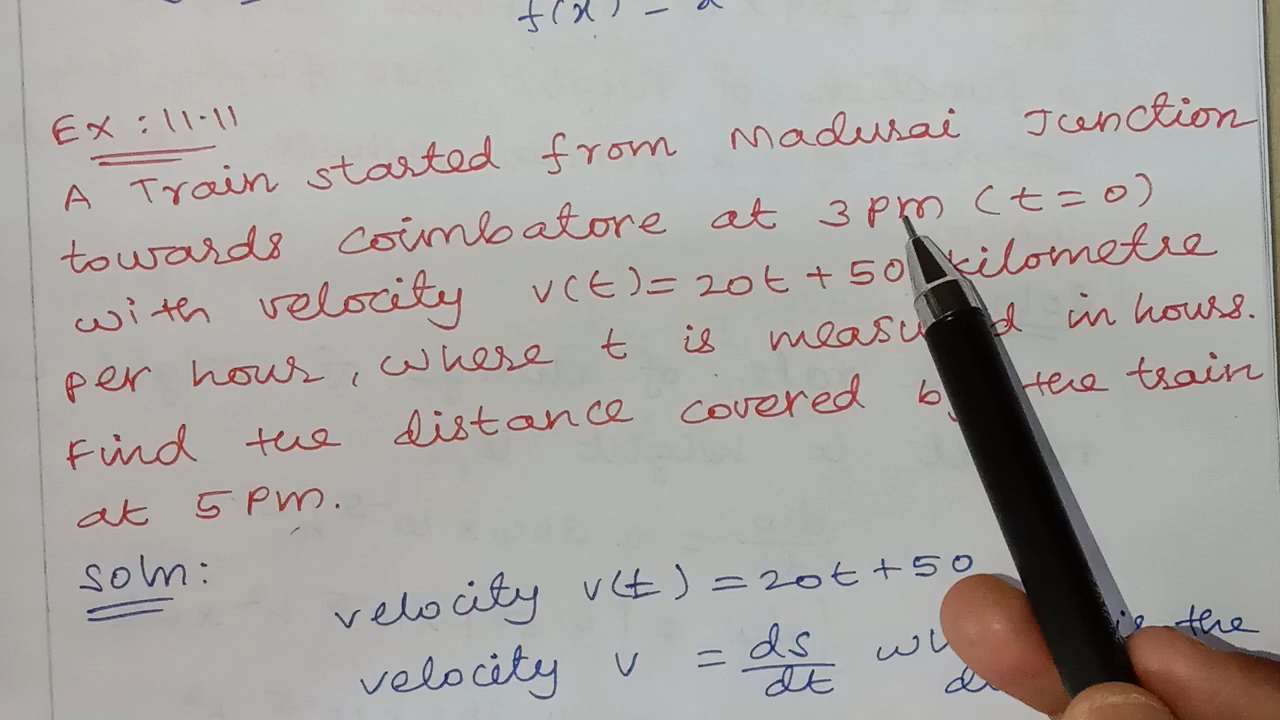 f(x) =
Ex : 11.11
A Train started from Madurai Junction
towards coimbatore at 3 pm (t=0)
with velocity v(t)= 20t + 50 kilometre
per hour, where t is measured in hours.
Find the distance covered by the train
at 5 pm.
soln:
velocity v(t) = 20t + 50
velocity v = ds/dt is the